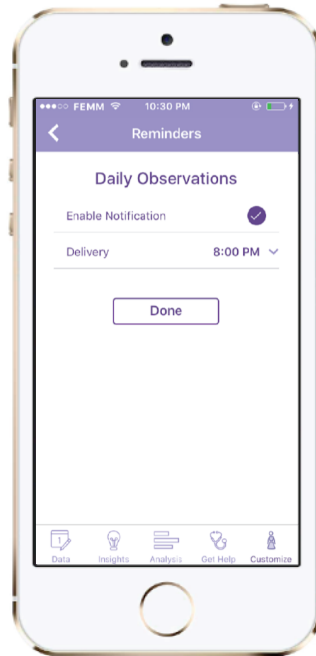 FEMM 10:30 PM
Reminders
Daily Observations
Enable Notification
Delivery 8:00 PM
Done
1
Data Insights Analysis Get Help Customize